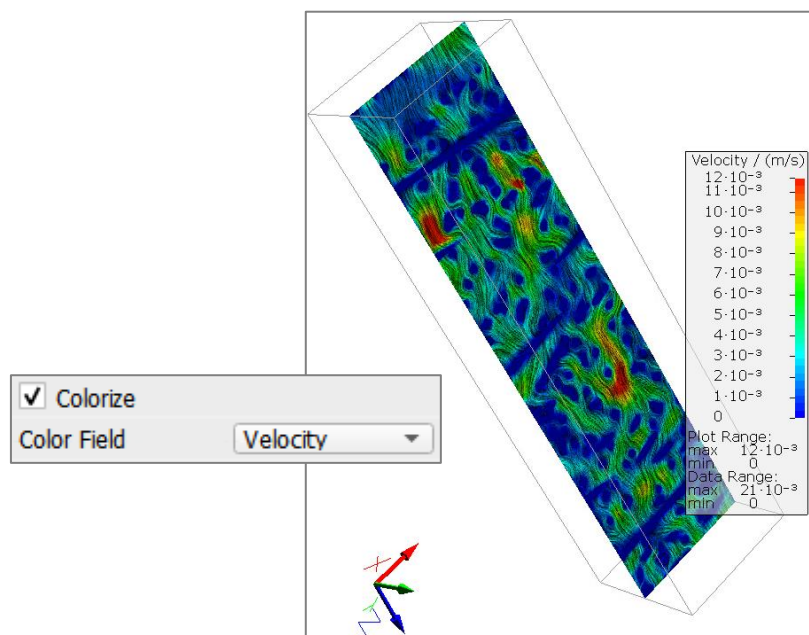 Velocity / (m/s)
12·10⁻³
11·10⁻³
10·10⁻³
9·10⁻³
8·10⁻³
7·10⁻³
6·10⁻³
5·10⁻³
4·10⁻³
3·10⁻³
2·10⁻³
1·10⁻³
0
Plot Range:
max 12·10⁻³
min 0
Data Range:
max 21·10⁻³
min 0
Colorize
Color Field Velocity
X
Y
Z